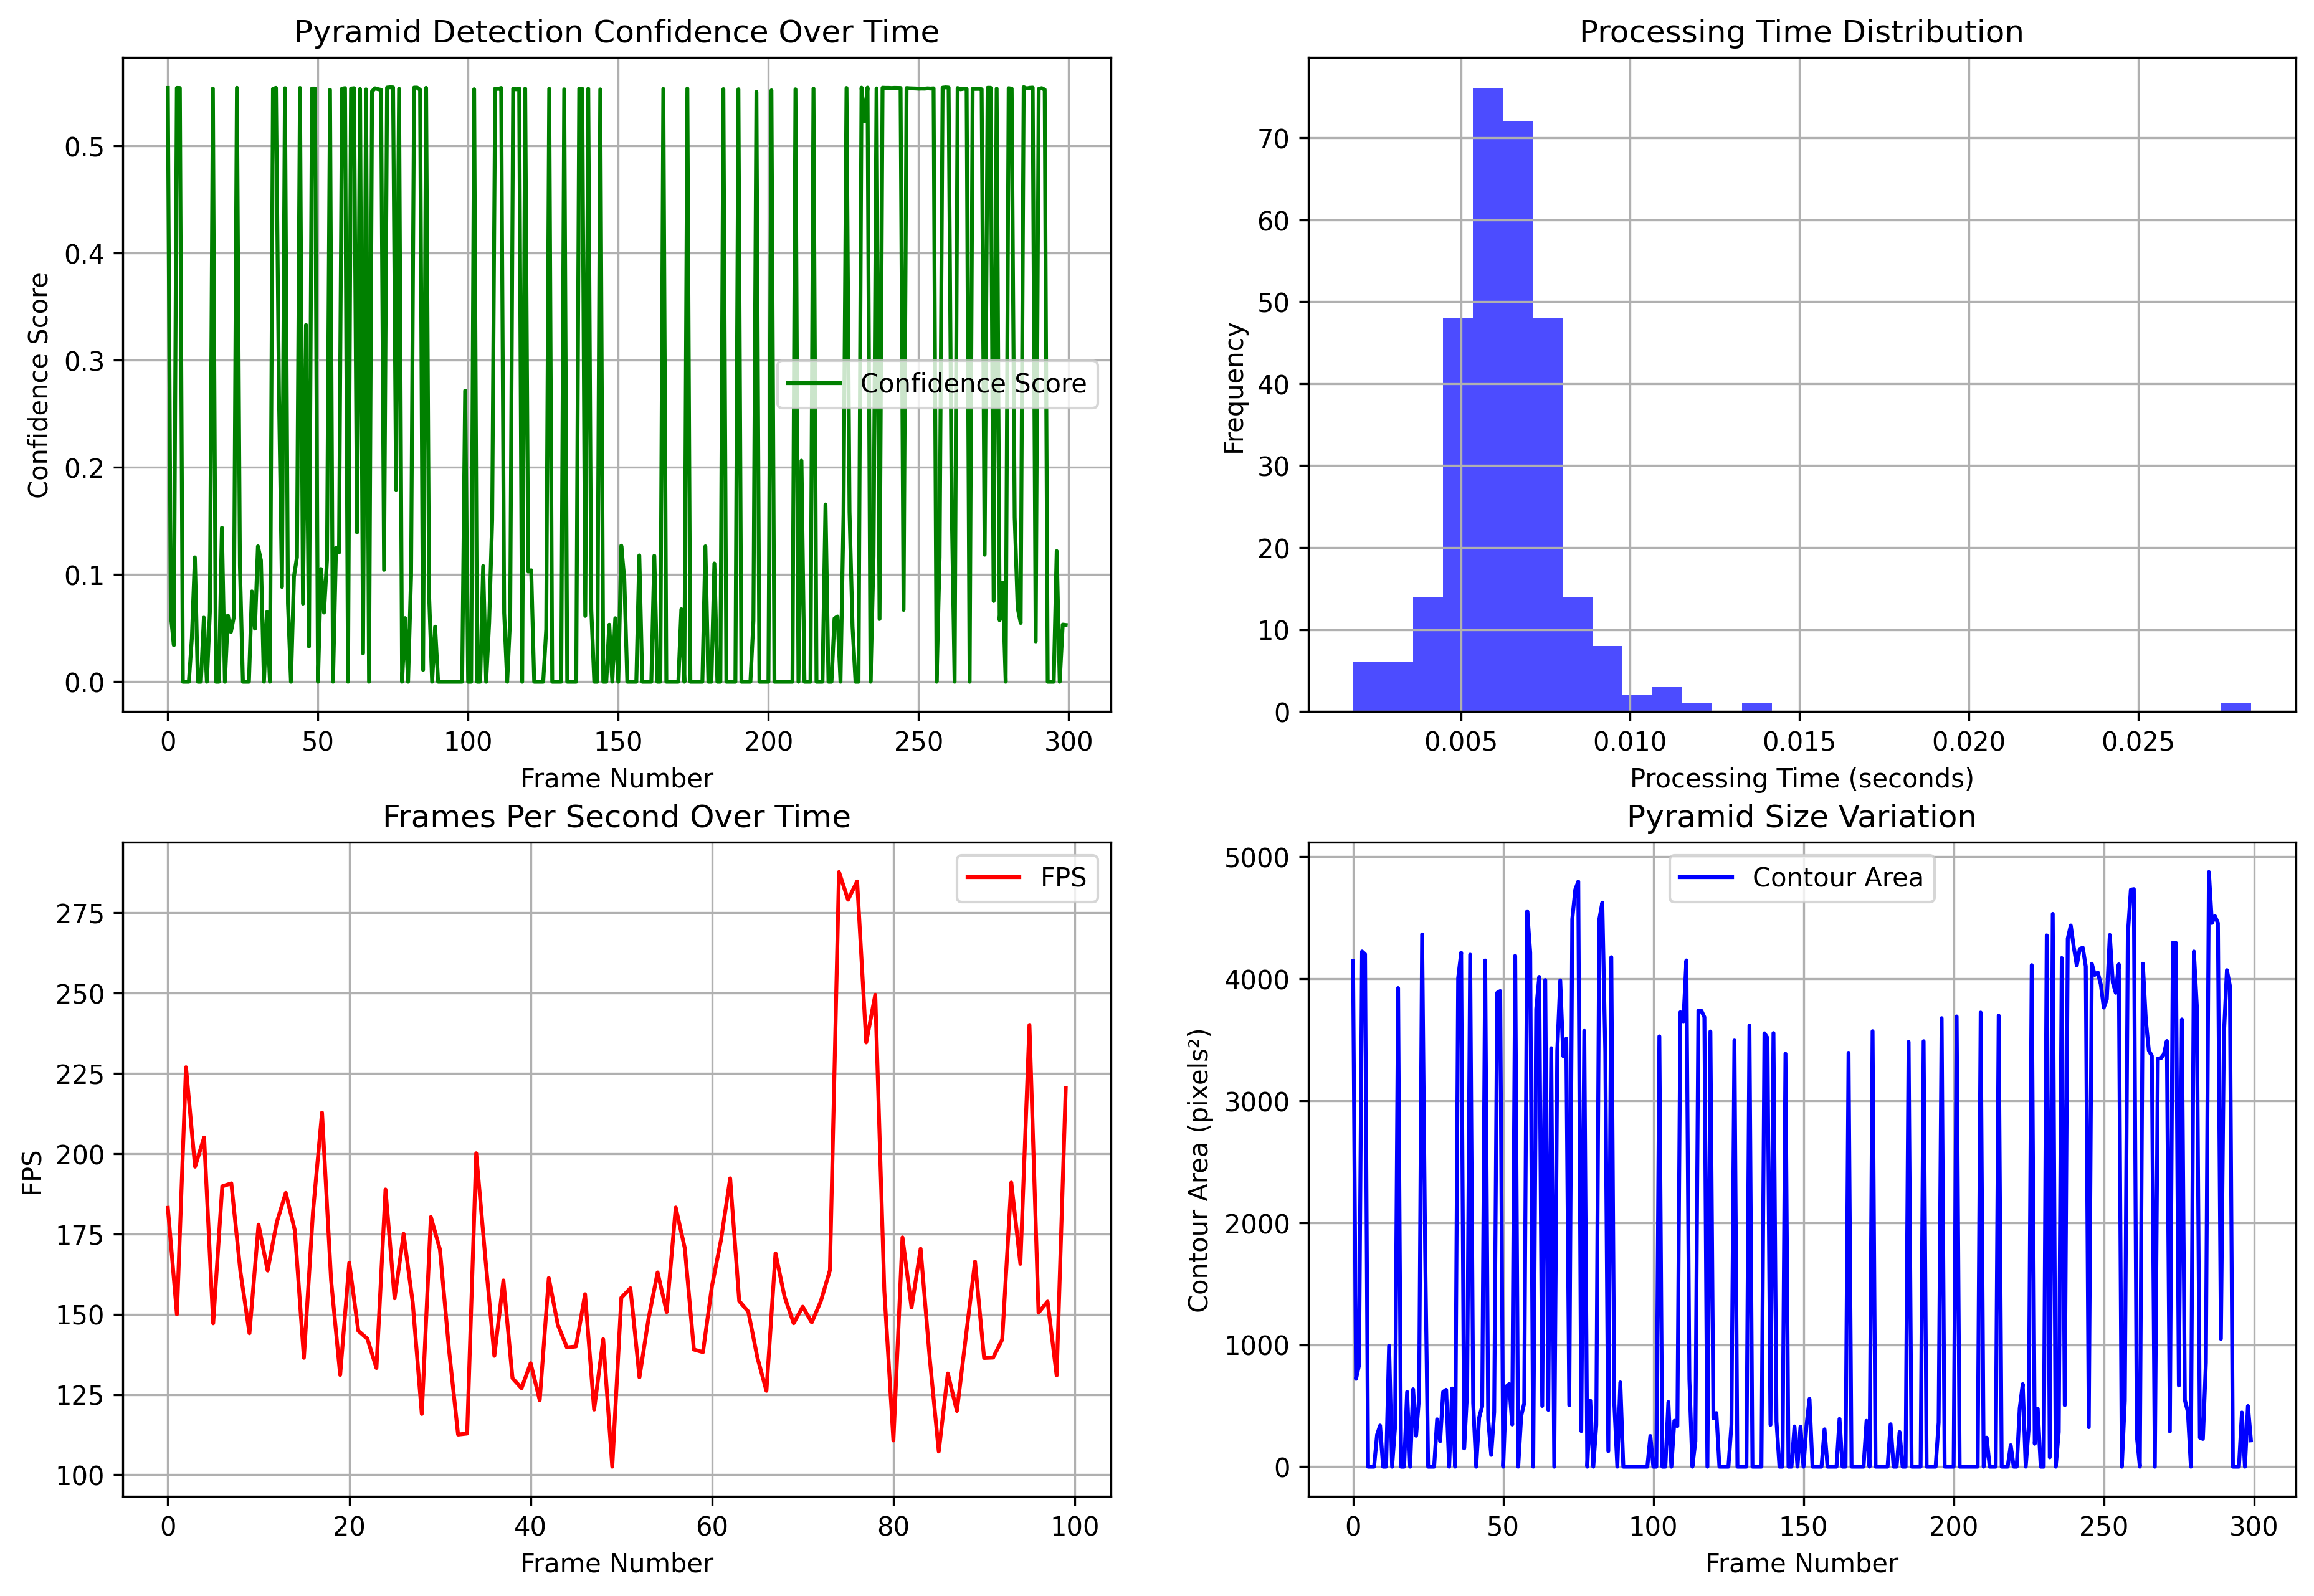 Pyramid Detection Confidence Over Time
Confidence Score
0.5
0.4
0.3
0.2
0.1
0.0
Confidence Score
0 50 100 150 200 250 300
Frame Number
Processing Time Distribution
Frequency
70
60
50
40
30
20
10
0
0.005 0.010 0.015 0.020 0.025
Processing Time (seconds)
Frames Per Second Over Time
FPS
275
250
225
200
175
150
125
100
FPS
0 20 40 60 80 100
Frame Number
Pyramid Size Variation
Contour Area (pixels²)
5000
4000
3000
2000
1000
0
Contour Area
0 50 100 150 200 250 300
Frame Number